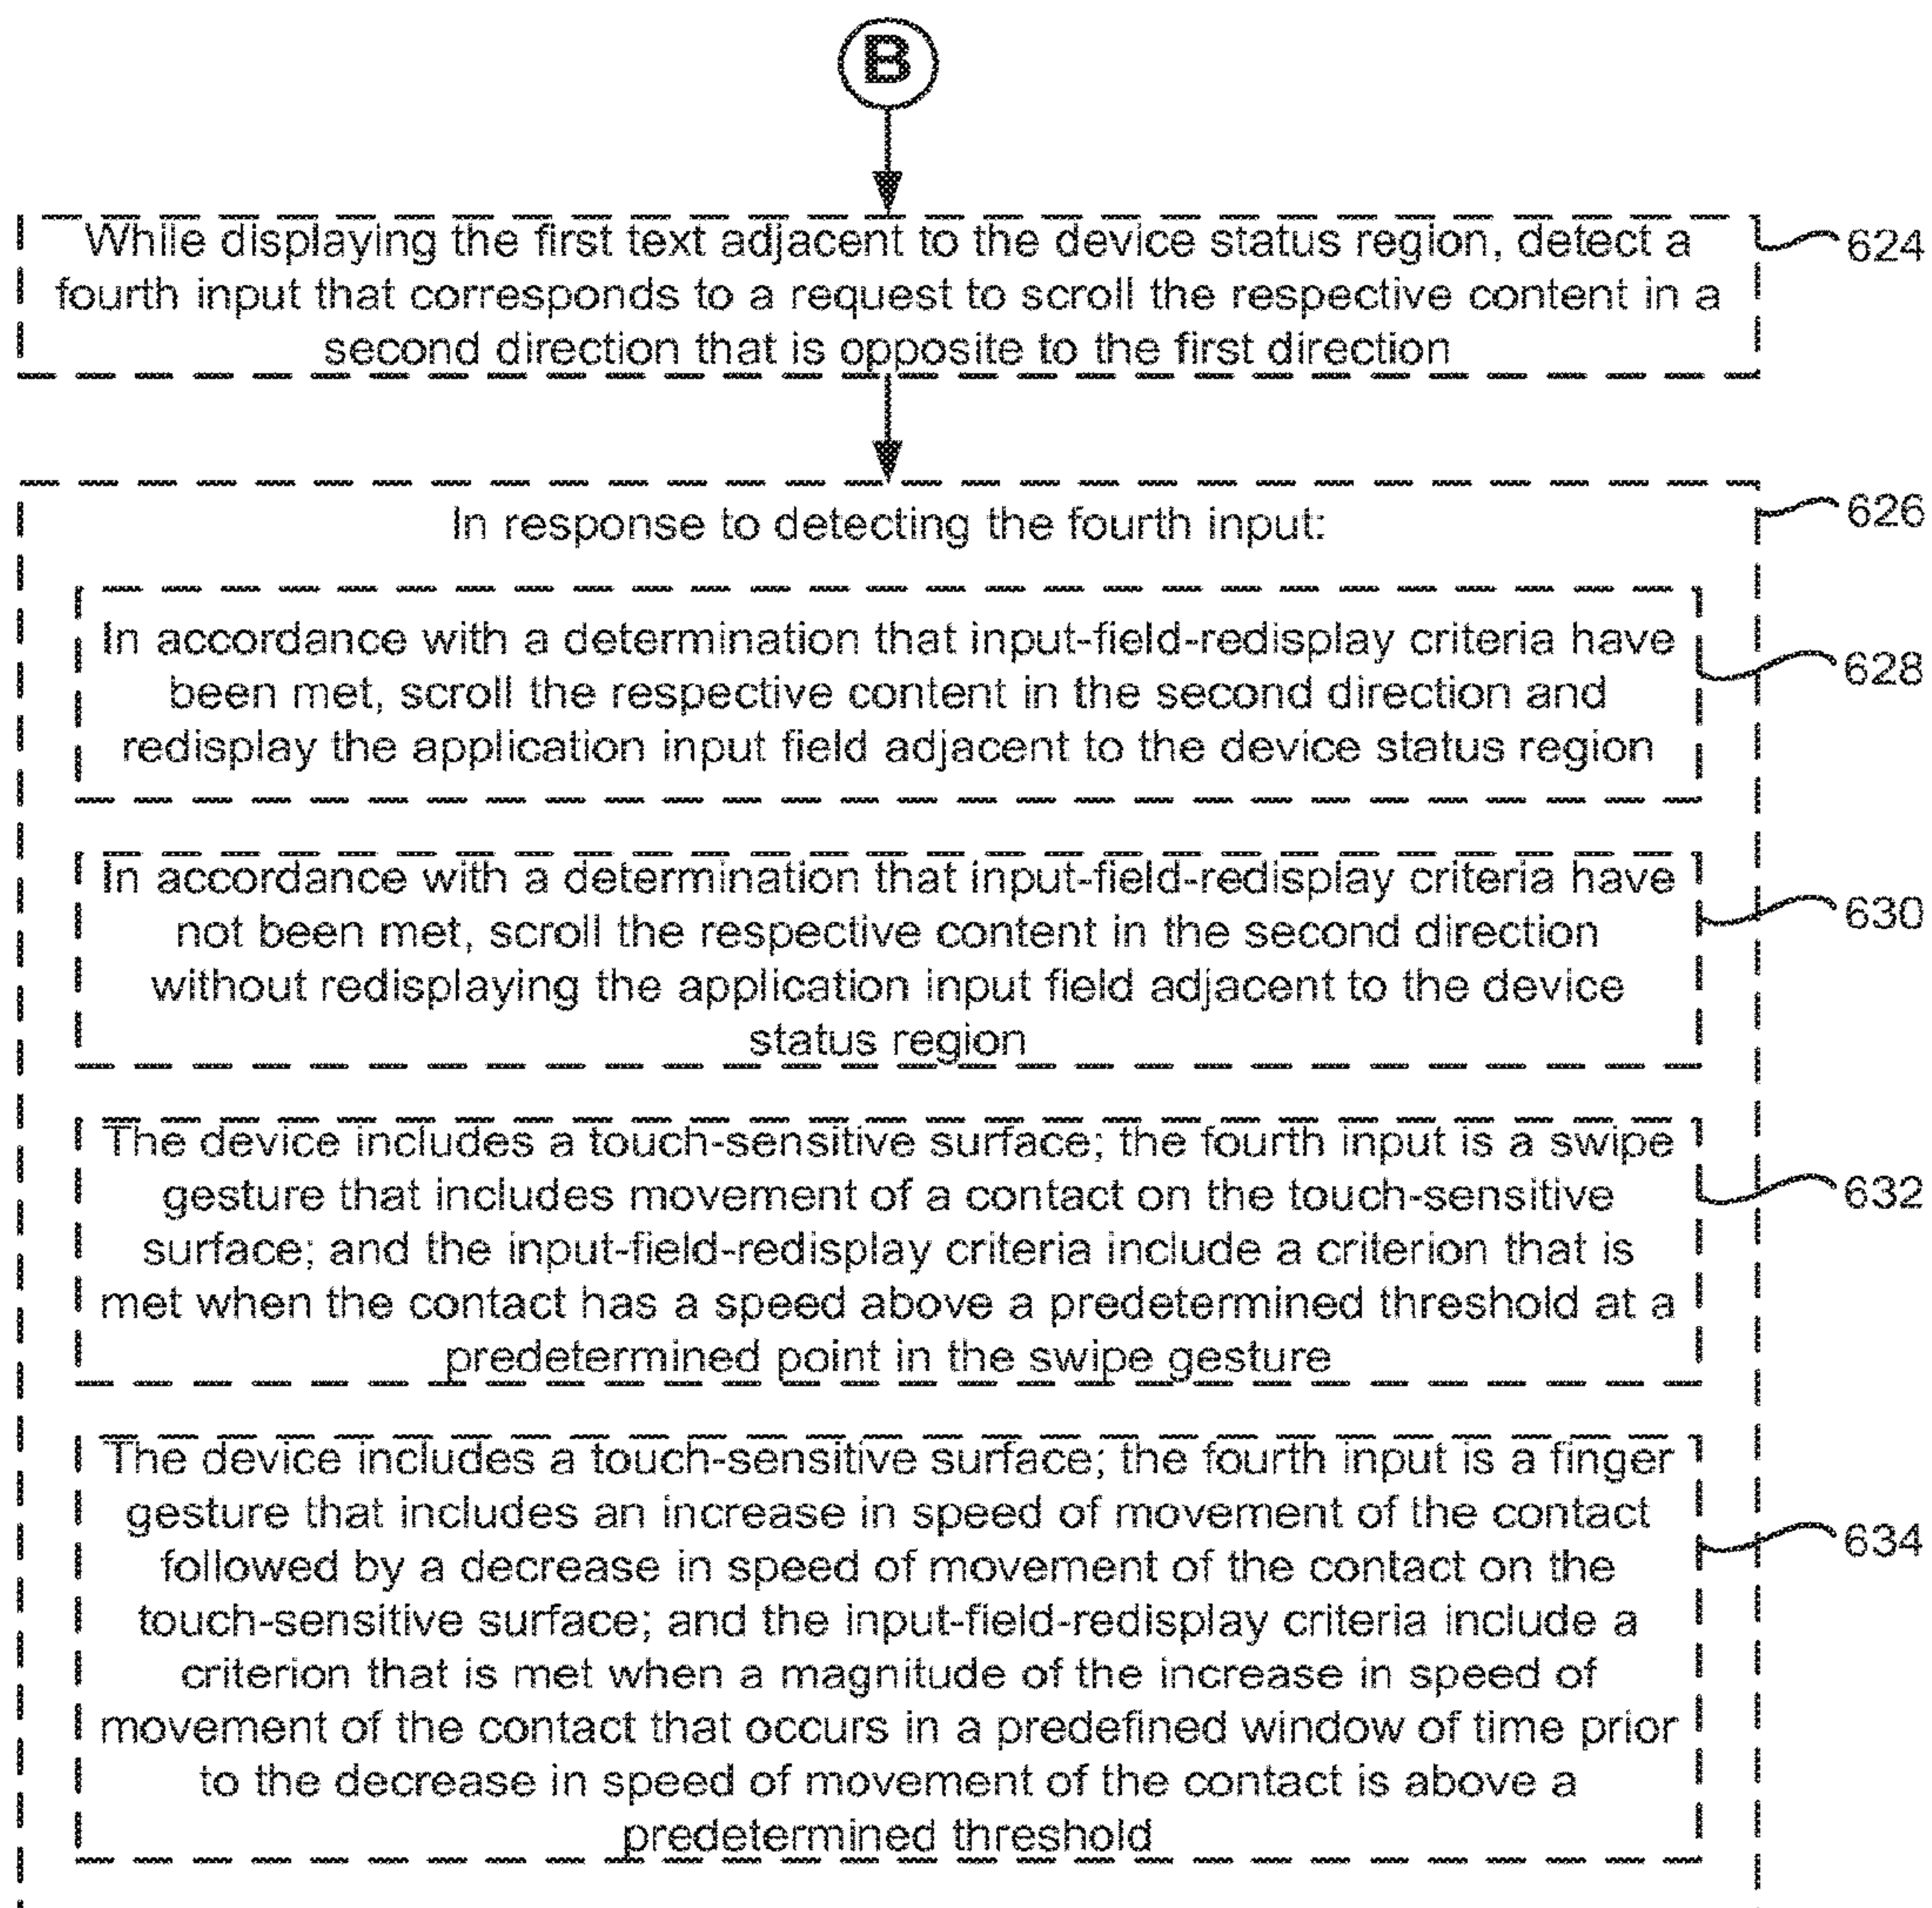 B
While displaying the first text adjacent to the device status region, detect a
fourth input that corresponds to a request to scroll the respective content in a
second direction that is opposite to the first direction
624
In response to detecting the fourth input:
626
In accordance with a determination that input-field-redisplay criteria have
been met, scroll the respective content in the second direction and
redisplay the application input field adjacent to the device status region
628
In accordance with a determination that input-field-redisplay criteria have
not been met, scroll the respective content in the second direction
without redisplaying the application input field adjacent to the device
status region
630
The device includes a touch-sensitive surface; the fourth input is a swipe
gesture that includes movement of a contact on the touch-sensitive
surface; and the input-field-redisplay criteria include a criterion that is
met when the contact has a speed above a predetermined threshold at a
predetermined point in the swipe gesture
632
The device includes a touch-sensitive surface; the fourth input is a finger
gesture that includes an increase in speed of movement of the contact
followed by a decrease in speed of movement of the contact on the
touch-sensitive surface; and the input-field-redisplay criteria include a
criterion that is met when a magnitude of the increase in speed of
movement of the contact that occurs in a predefined window of time prior
to the decrease in speed of movement of the contact is above a
predetermined threshold
634